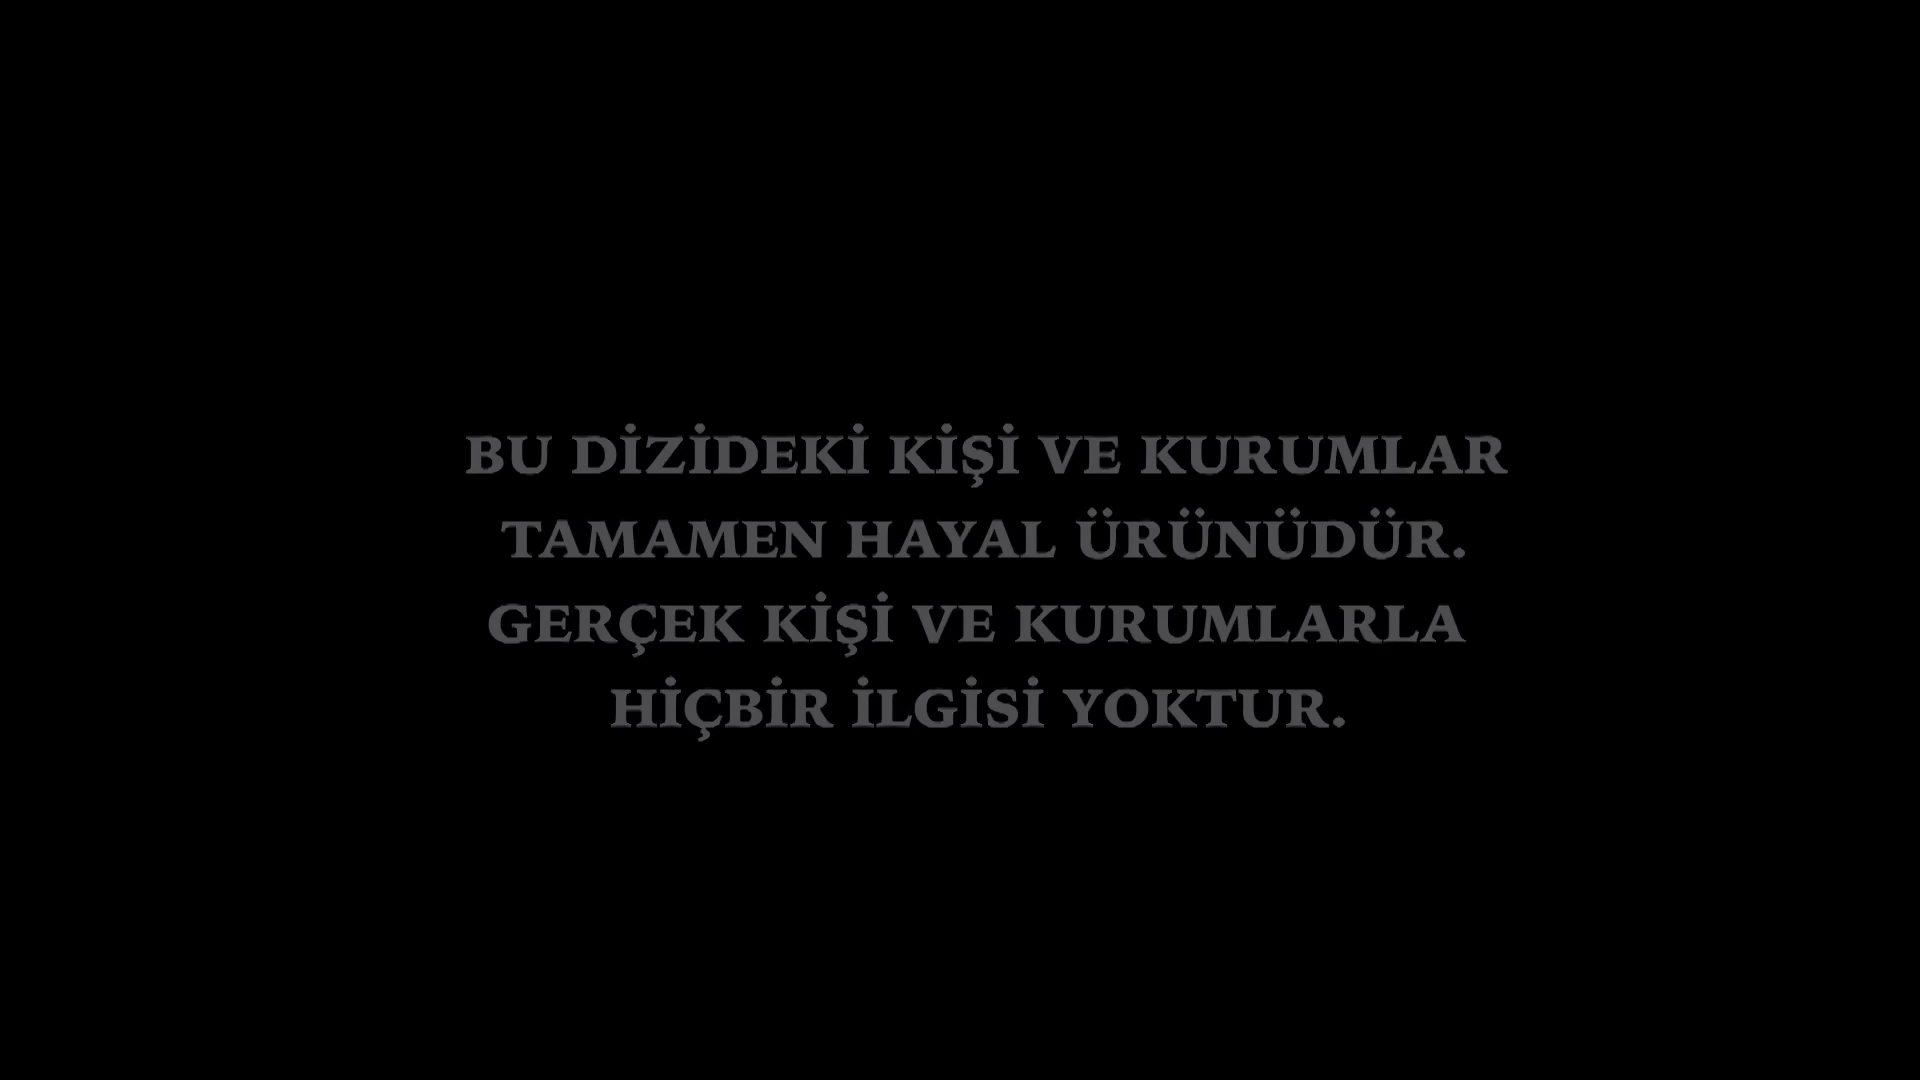 BU DİZİDEKİ KİŞİ VE KURUMLAR
TAMAMEN HAYAL ÜRÜNÜDÜR.
GERÇEK KİŞİ VE KURUMLARLA
HİÇBİR İLGİSİ YOKTUR.